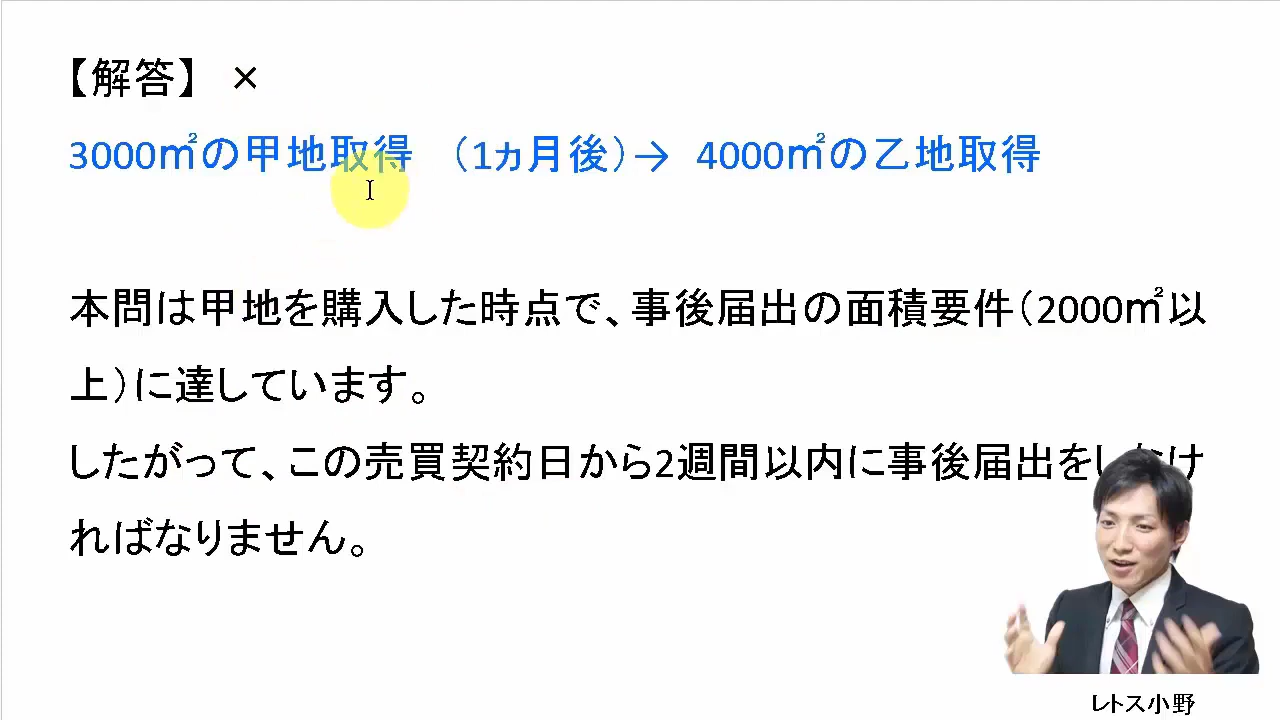 【解答】 ×
3000㎡の甲地取得 （1ヵ月後）→ 4000㎡の乙地取得
本問は甲地を購入した時点で、事後届出の面積要件（2000㎡以
上）に達しています。
したがって、この売買契約日から2週間以内に事後届出をしなけ
ればなりません。
レトス小野